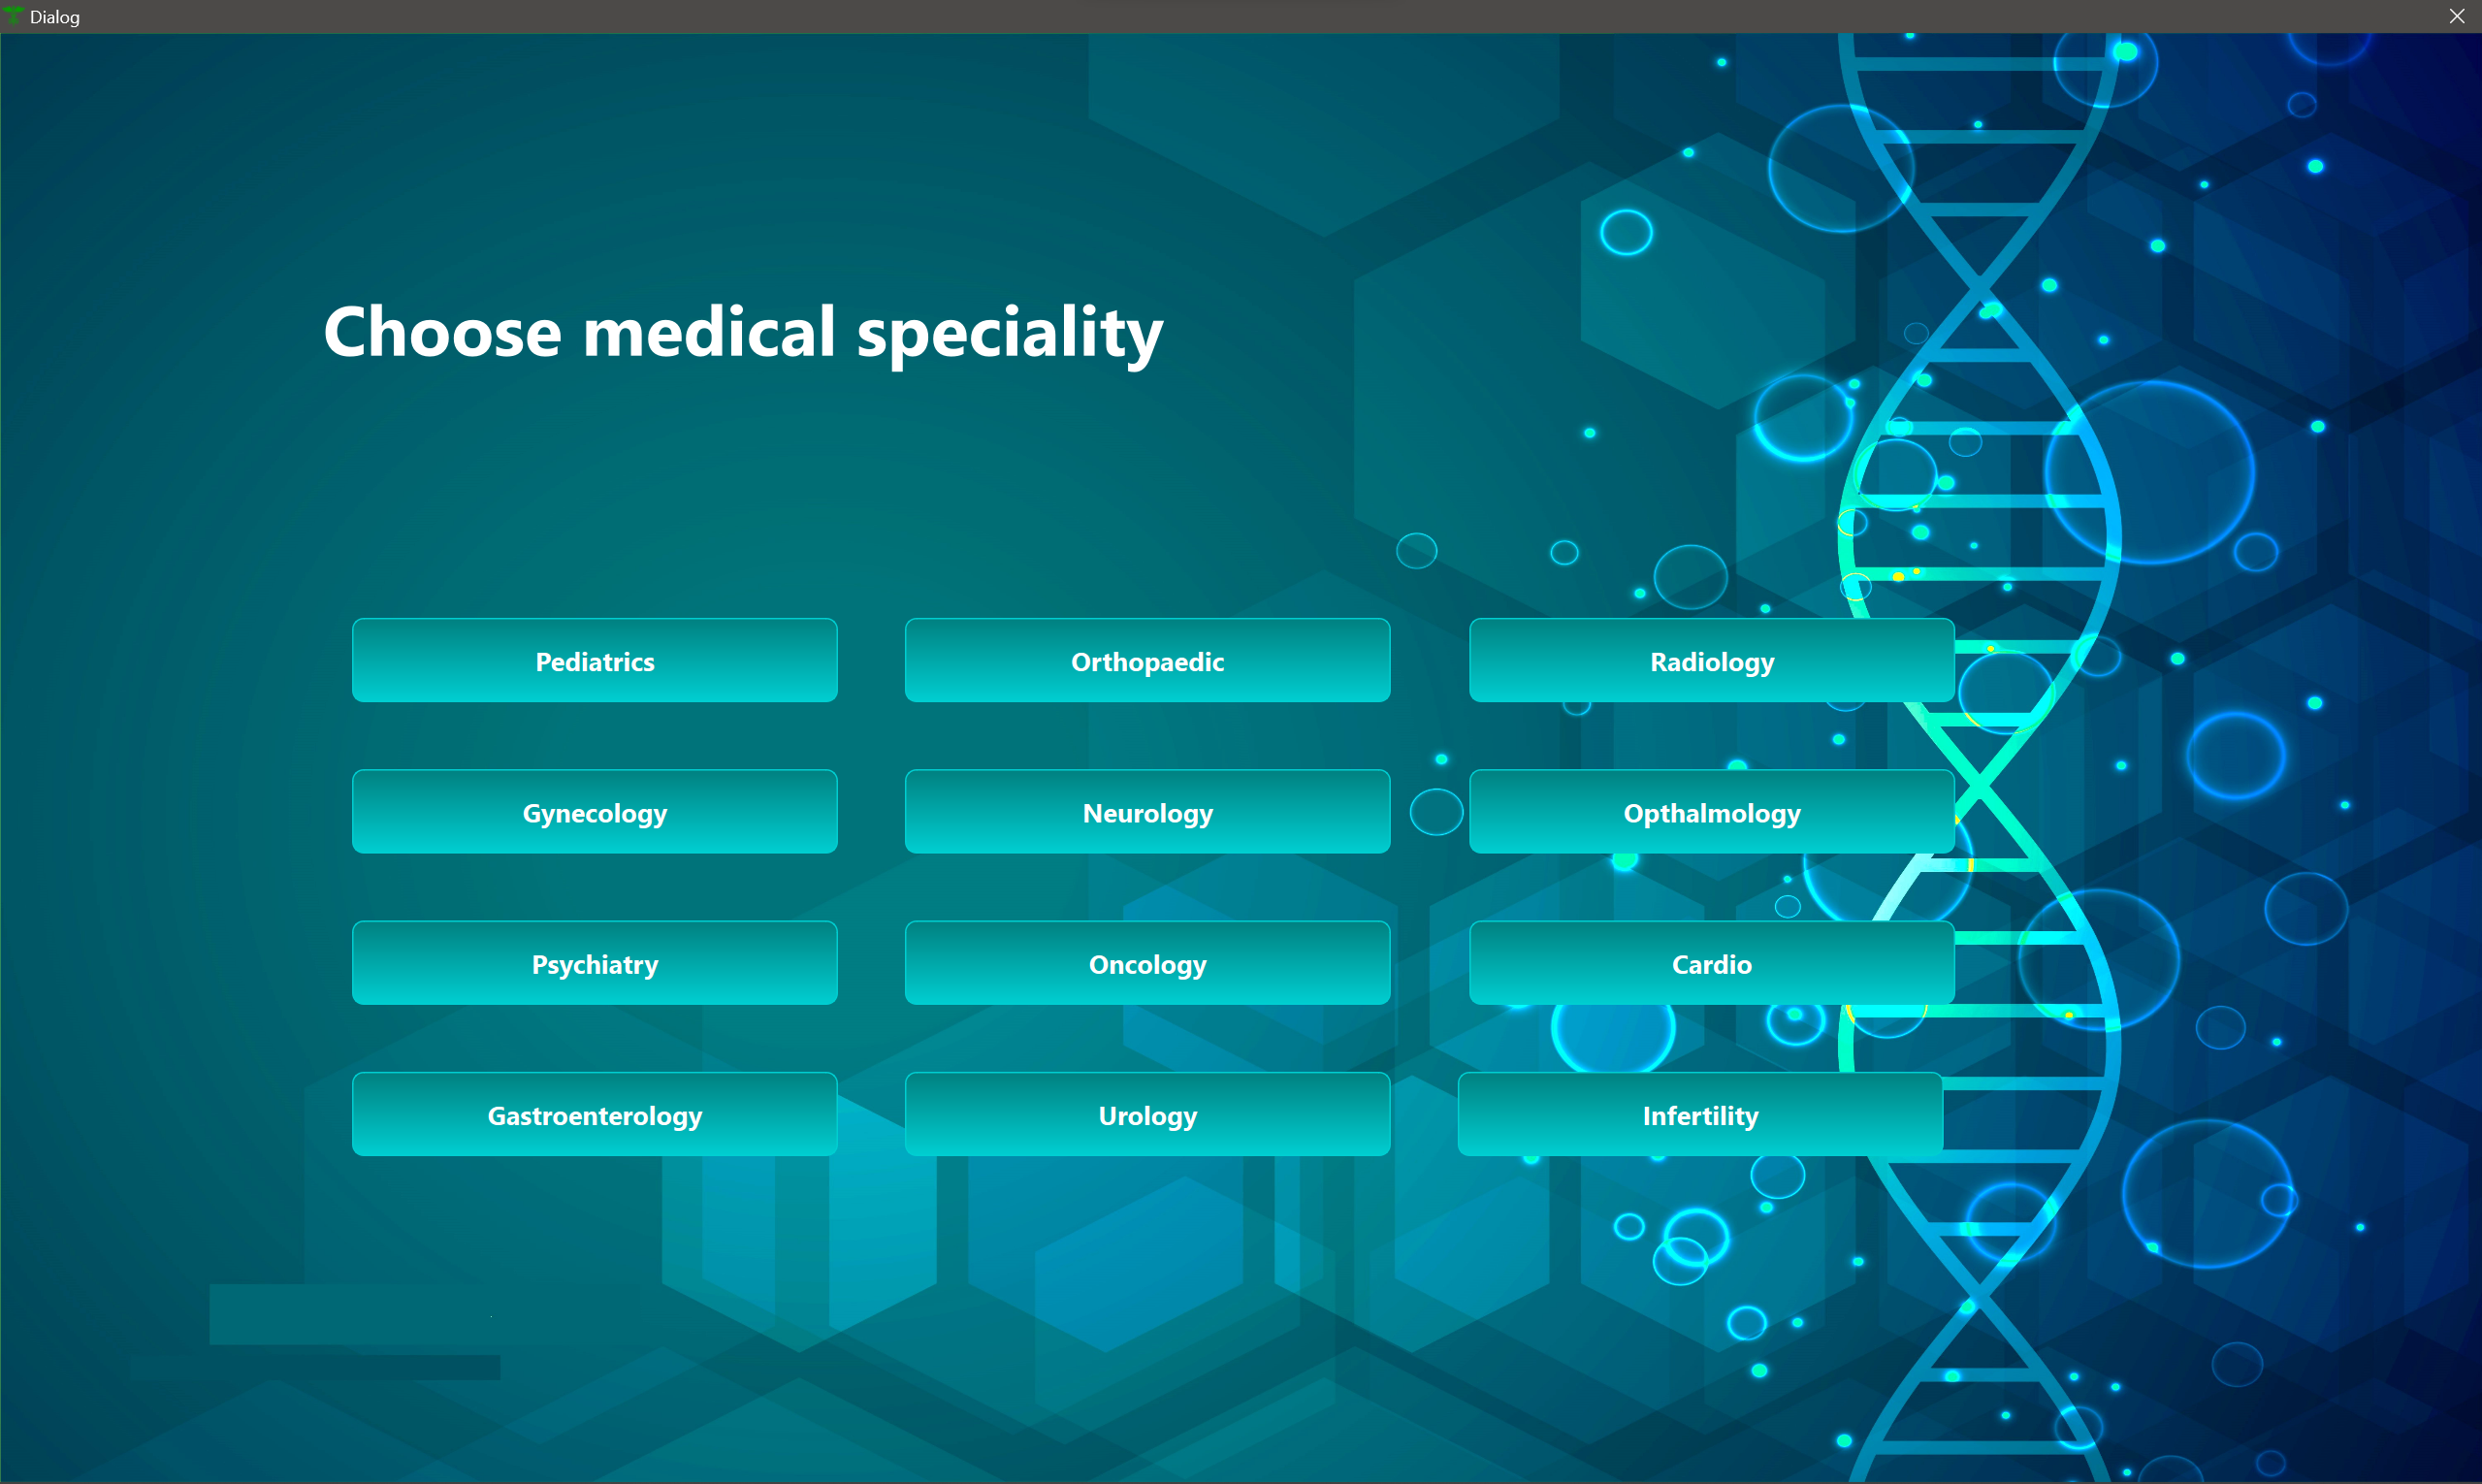 Dialog
Choose medical speciality
Pediatrics
Orthopaedic
Radiology
Gynecology
Neurology
Opthalmology
Psychiatry
Oncology
Cardio
Gastroenterology
Urology
Infertility